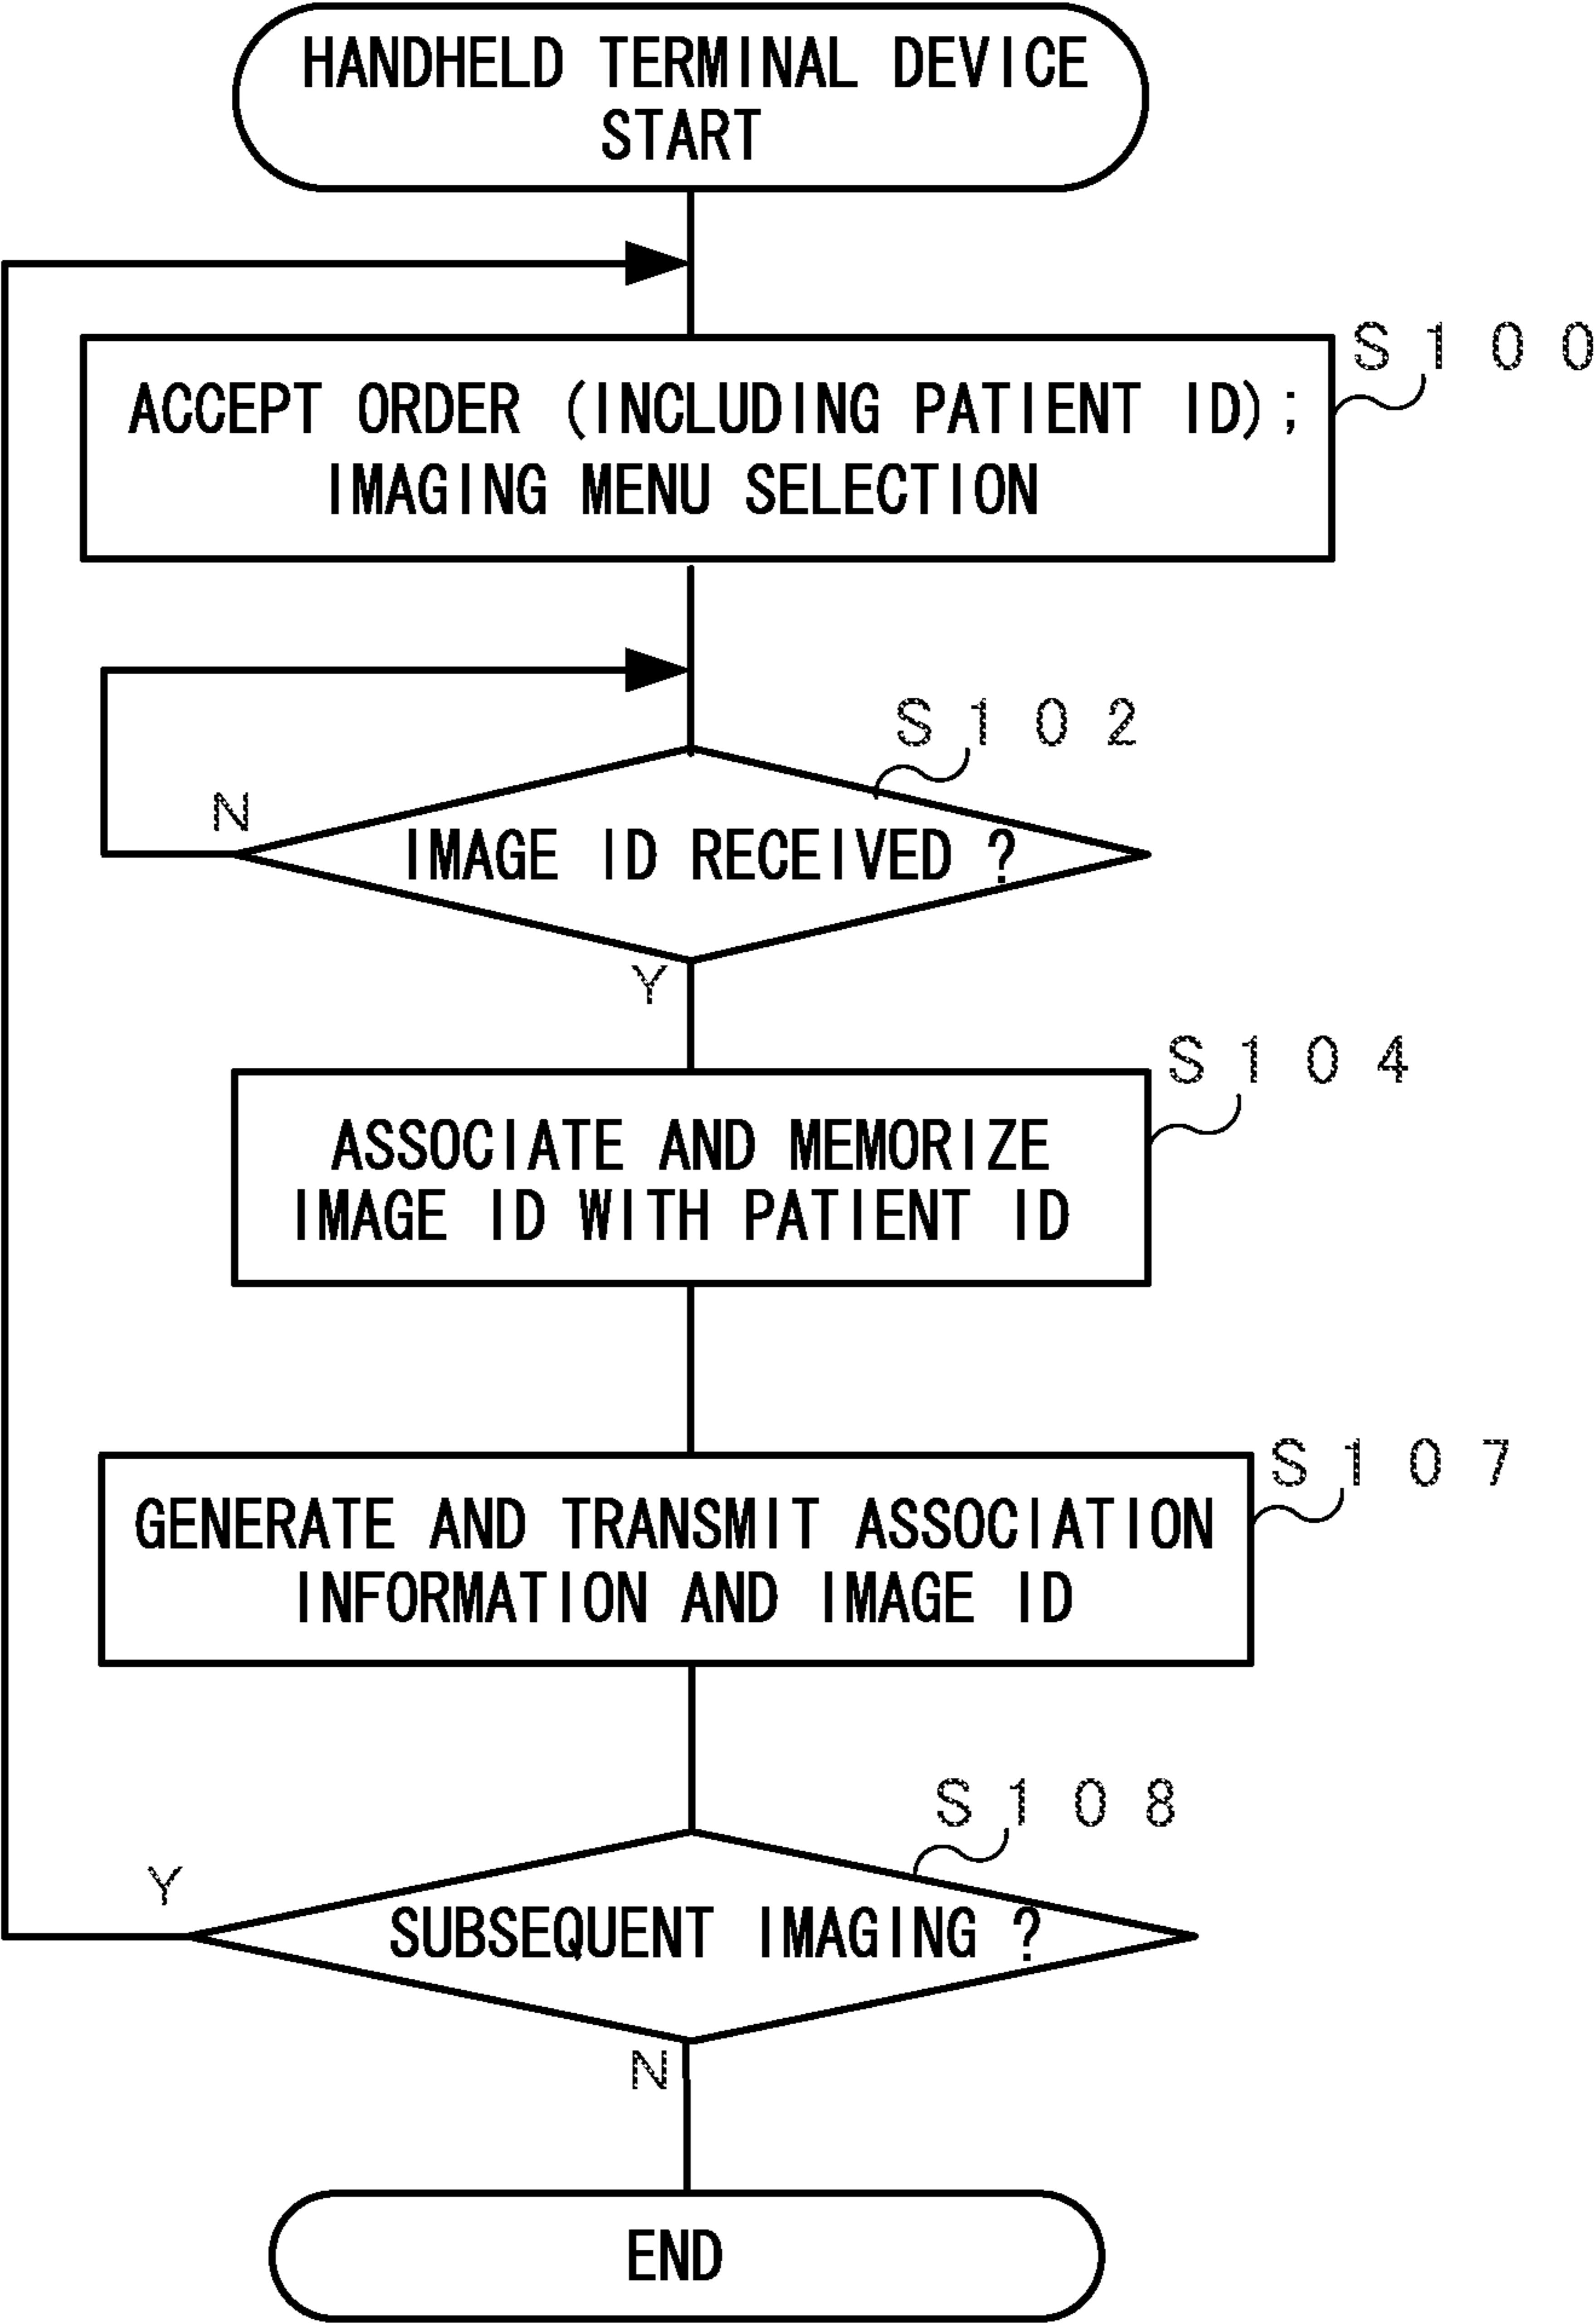 HANDHELD TERMINAL DEVICE
START
S100
ACCEPT ORDER (INCLUDING PATIENT ID);
IMAGING MENU SELECTION
S102
N
IMAGE ID RECEIVED ?
Y
S104
ASSOCIATE AND MEMORIZE
IMAGE ID WITH PATIENT ID
S107
GENERATE AND TRANSMIT ASSOCIATION
INFORMATION AND IMAGE ID
S108
Y
SUBSEQUENT IMAGING ?
N
END